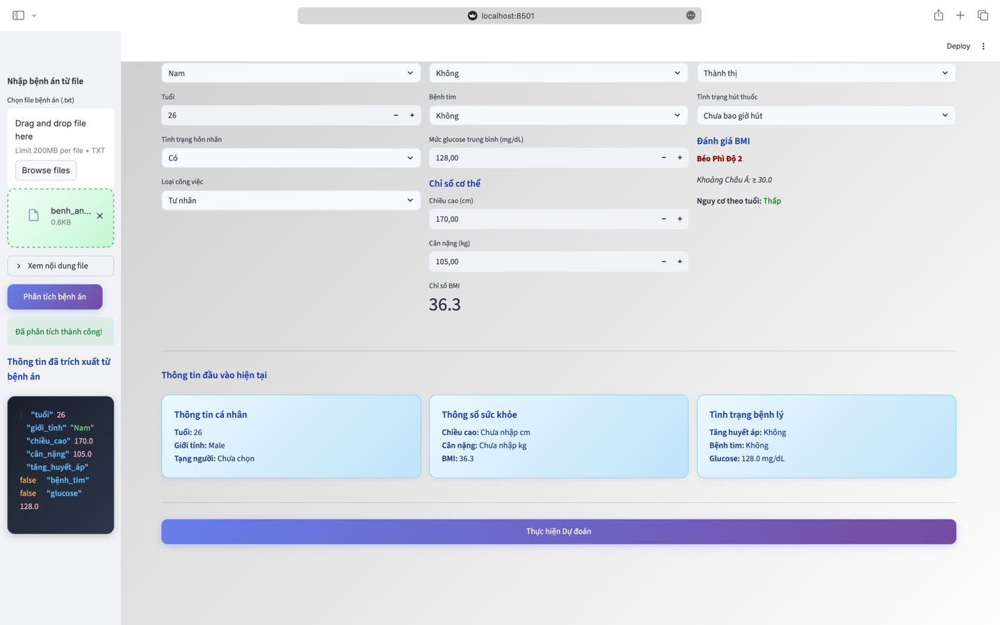 localhost:8501
Deploy
Nhập bệnh án từ file
Chọn file bệnh án (.txt)
Drag and drop file
here
Limit 200MB per file • TXT
Browse files
benh_an...
0.6KB
Xem nội dung file
Phân tích bệnh án
Đã phân tích thành công!
Thông tin đã trích xuất từ
bệnh án
"tuổi" 26
"giới_tính" "Nam"
"chiều_cao" 170.0
"cân_nặng" 105.0
"tăng_huyết_áp"
false "bệnh_tim"
false "glucose"
128.0
Nam
Tuổi
26
Tình trạng hôn nhân
Có
Loại công việc
Tư nhân
Không
Bệnh tim
Không
Mức glucose trung bình (mg/dL)
128,00
Chỉ số cơ thể
Chiều cao (cm)
170,00
Cân nặng (kg)
105,00
Chỉ số BMI
36.3
Thành thị
Tình trạng hút thuốc
Chưa bao giờ hút
Đánh giá BMI
Béo Phì Độ 2
Khoảng Châu Á: ≥ 30.0
Nguy cơ theo tuổi: Thấp
Thông tin đầu vào hiện tại
Thông tin cá nhân
Tuổi: 26
Giới tính: Male
Tạng người: Chưa chọn
Thông số sức khỏe
Chiều cao: Chưa nhập cm
Cân nặng: Chưa nhập kg
BMI: 36.3
Tình trạng bệnh lý
Tăng huyết áp: Không
Bệnh tim: Không
Glucose: 128.0 mg/dL
Thực hiện Dự đoán